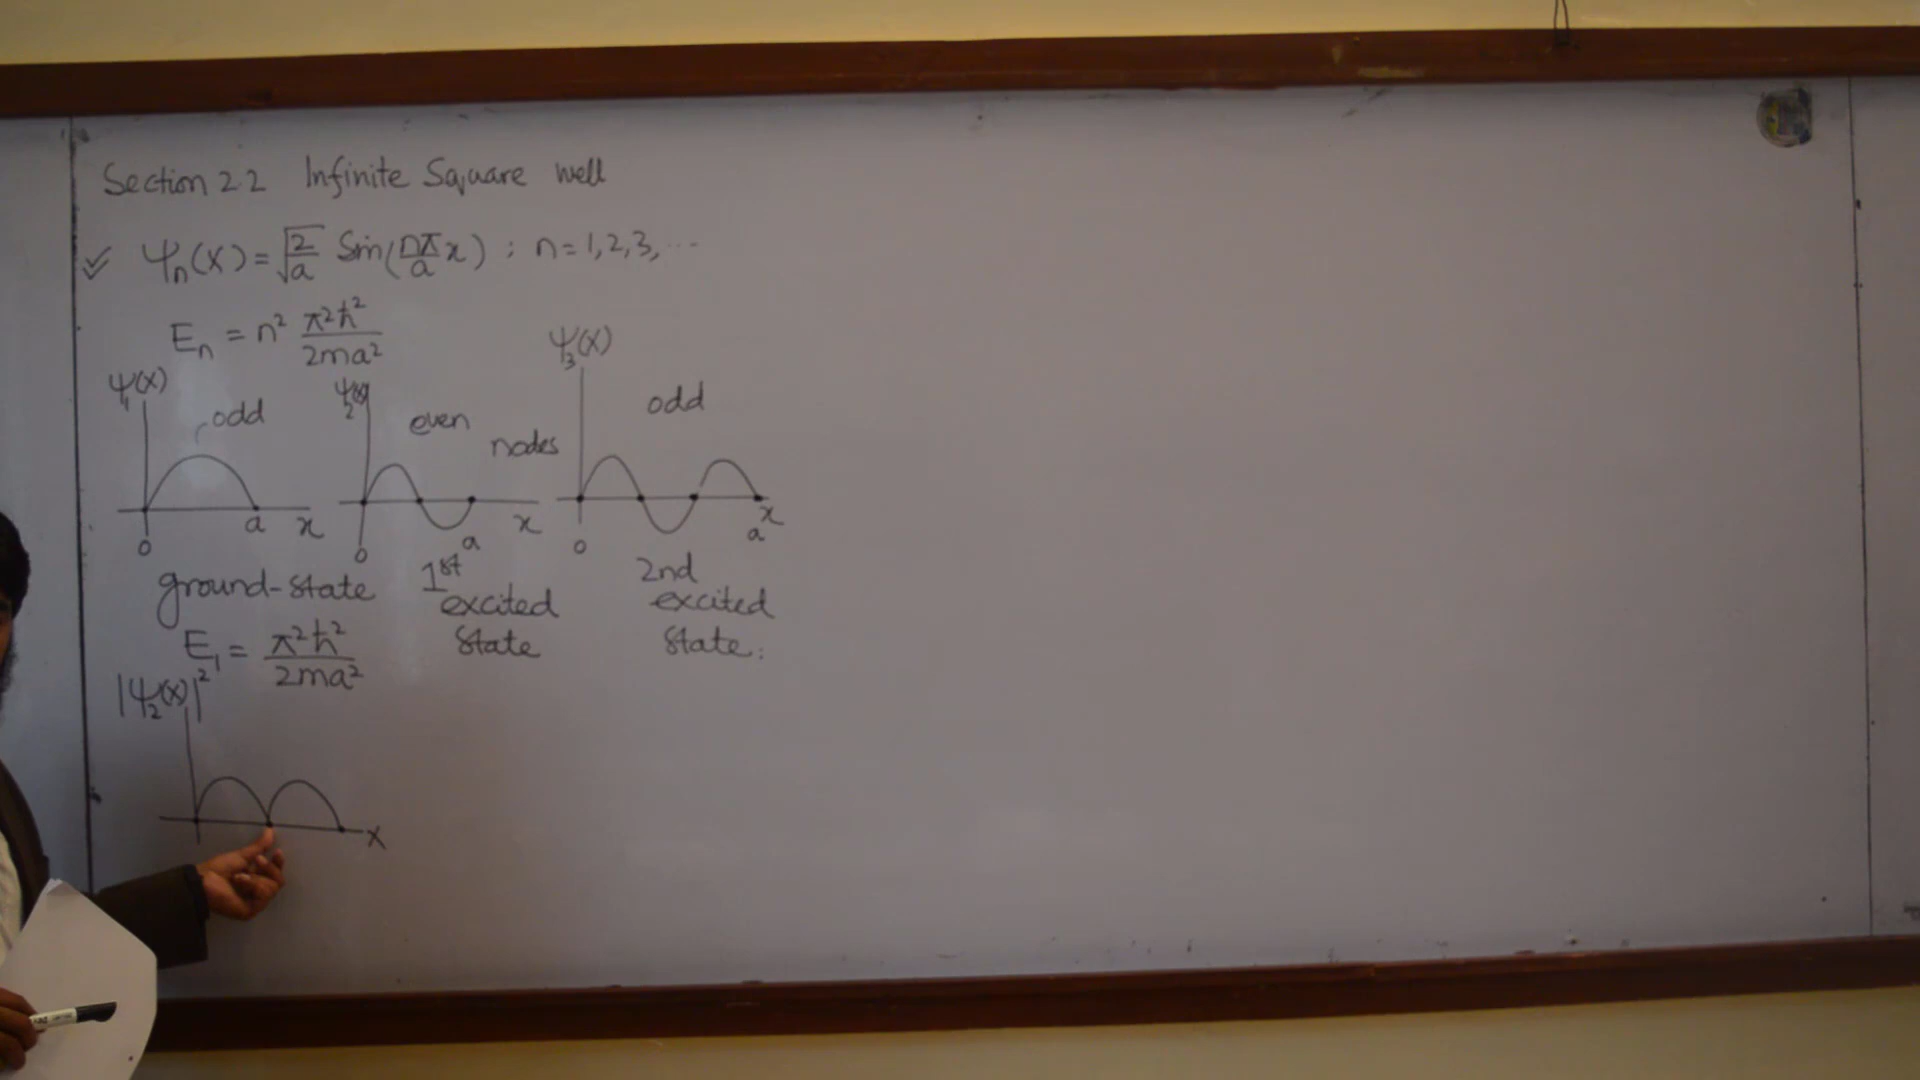 Section 2.2 Infinite Square well
ψₙ(x) = √(2/a) Sin(nπ/a x) ; n = 1,2,3, ...
Eₙ = n² π²ħ²/2ma²
ψ₁(x)
odd
0
a
x
ground-state
E₁ = π²ħ²/2ma²
ψ₂(x)
even
nodes
0
a
x
1st
excited
state
ψ₃(x)
odd
0
a
x
2nd
excited
state:
|ψ₂(x)|²
x